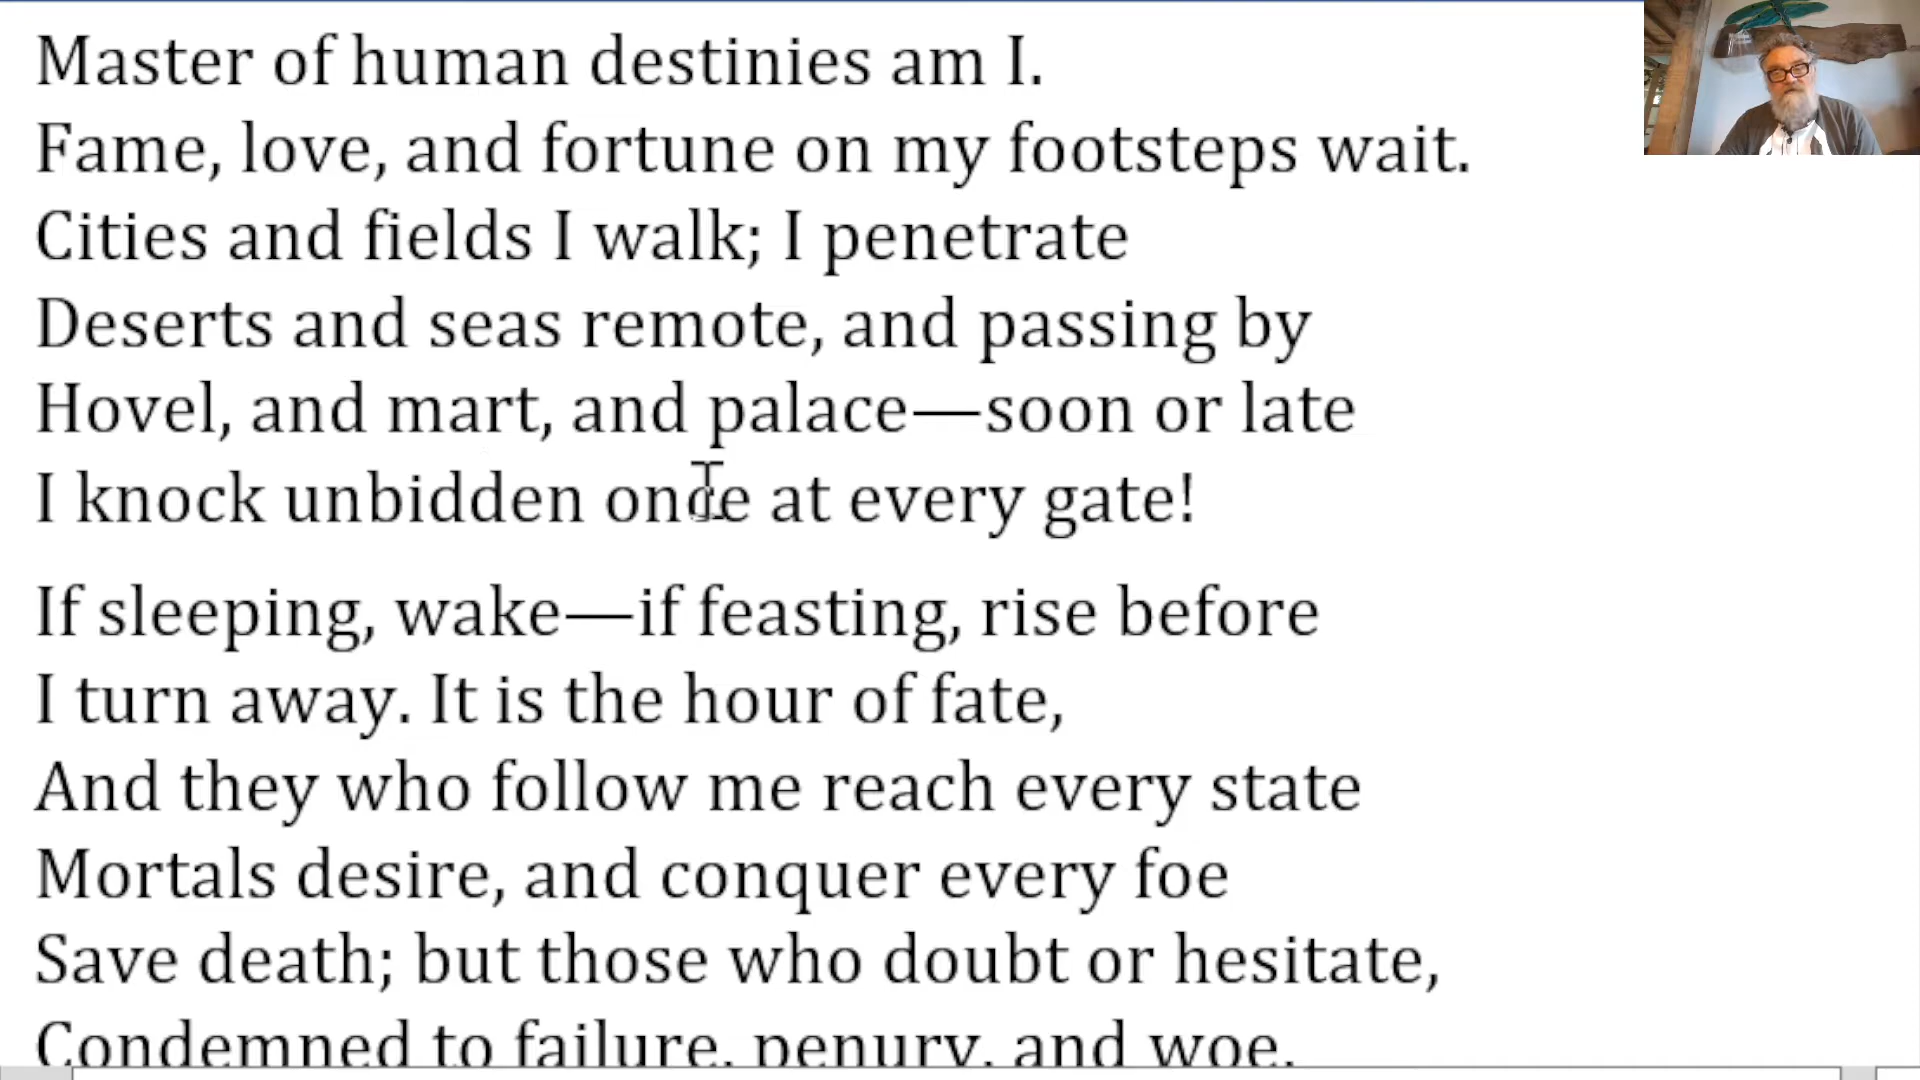 Master of human destinies am I.
Fame, love, and fortune on my footsteps wait.
Cities and fields I walk; I penetrate
Deserts and seas remote, and passing by
Hovel, and mart, and palace—soon or late
I knock unbidden once at every gate!
If sleeping, wake—if feasting, rise before
I turn away. It is the hour of fate,
And they who follow me reach every state
Mortals desire, and conquer every foe
Save death; but those who doubt or hesitate,
Condemned to failure, penury, and woe,